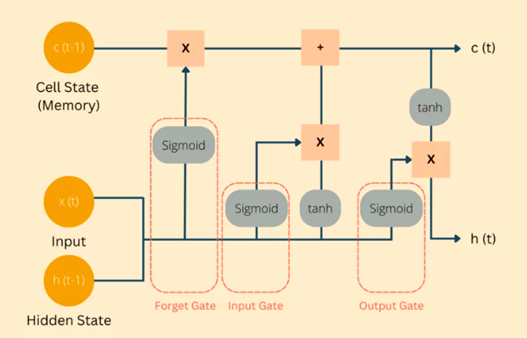 c (t-1)
X
+
c (t)
Cell State
(Memory)
tanh
Sigmoid
X
X
x (t)
Sigmoid
tanh
Sigmoid
Input
h (t)
h (t-1)
Forget Gate
Input Gate
Output Gate
Hidden State